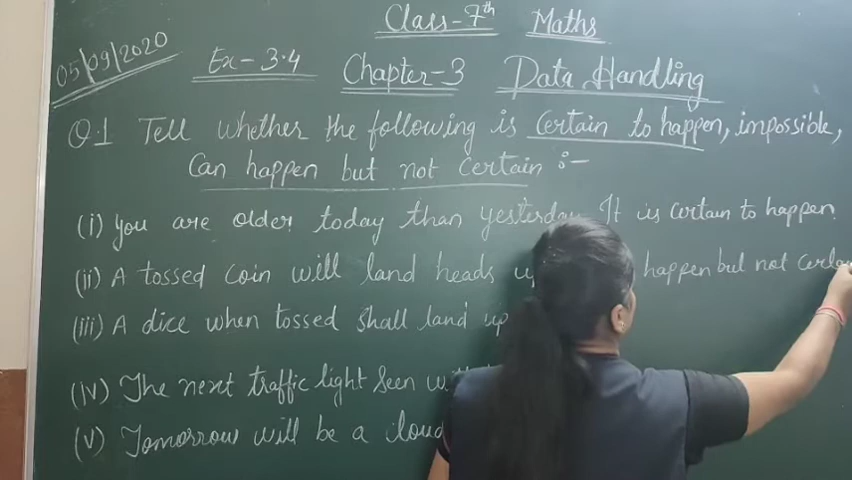 Class-7th Maths
05/09/2020
Ex-3.4 Chapter-3 Data Handling
Q.1 Tell whether the following is certain to happen, impossible,
Can happen but not certain :-
(i) You are older today than yesterday It is certain to happen.
(ii) A tossed coin will land heads happen but not certain
(iii) A dice when tossed shall land up
(iv) The next traffic light seen
(v) Tomorrow will be a